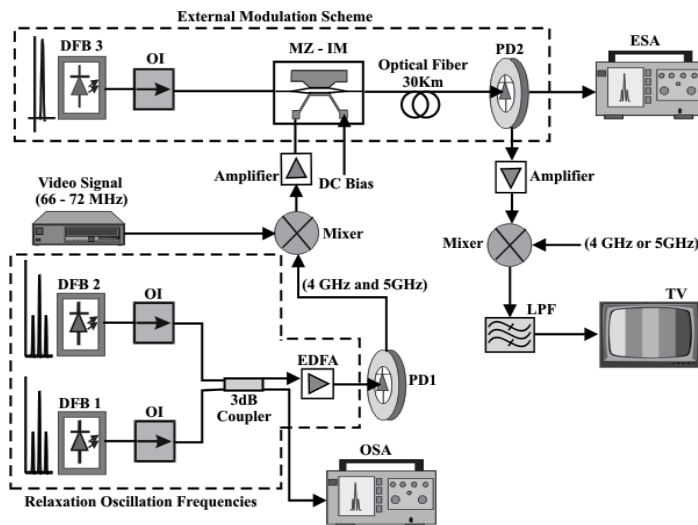 External Modulation Scheme
DFB 3
OI
MZ - IM
Optical Fiber
30Km
PD2
ESA
Amplifier
DC Bias
Amplifier
Video Signal
(66 - 72 MHz)
Mixer
Mixer
(4 GHz or 5GHz)
(4 GHz and 5GHz)
LPF
TV
DFB 2
OI
EDFA
PD1
3dB
Coupler
DFB 1
OI
OSA
Relaxation Oscillation Frequencies